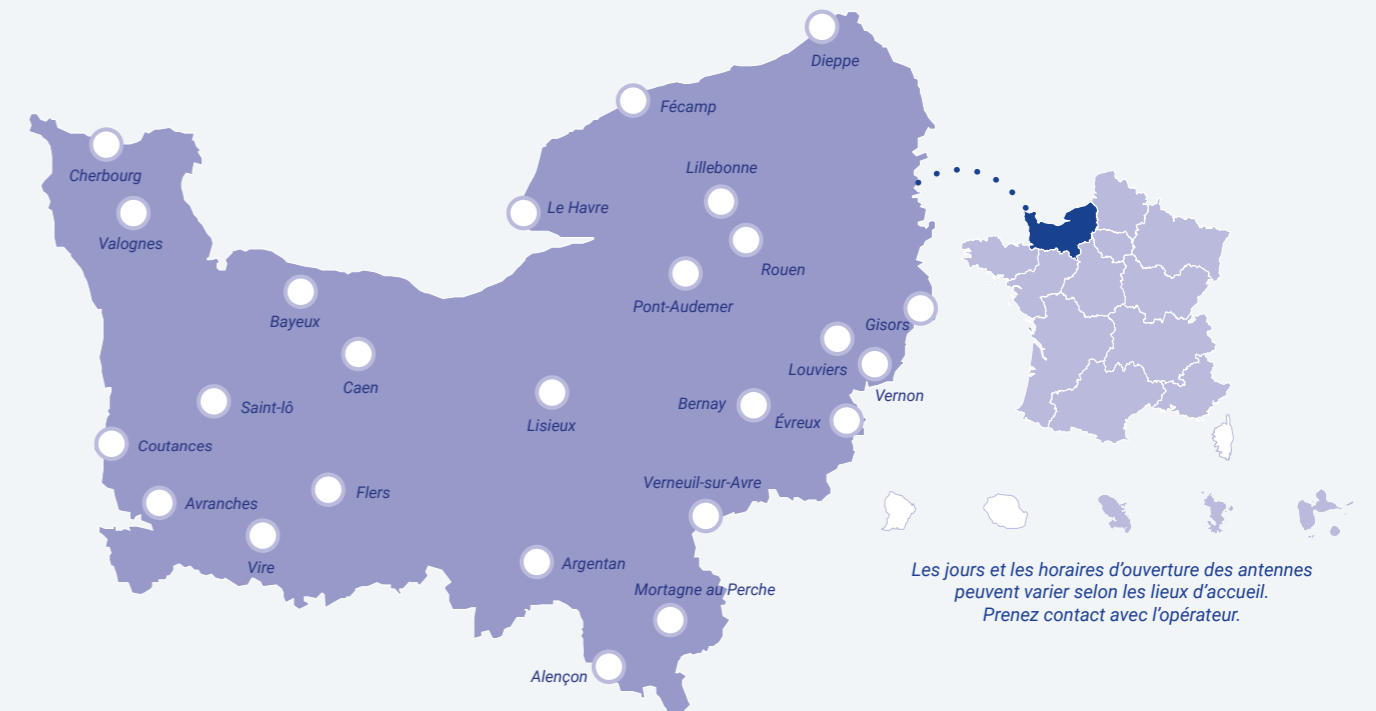 Dieppe
Fécamp
Lillebonne
Cherbourg
Le Havre
Valognes
Rouen
Pont-Audemer
Bayeux
Gisors
Louviers
Caen
Vernon
Saint-lô
Bernay
Lisieux
Évreux
Coutances
Verneuil-sur-Avre
Flers
Avranches
Vire
Argentan
Mortagne au Perche
Alençon
Les jours et les horaires d’ouverture des antennes
peuvent varier selon les lieux d’accueil.
Prenez contact avec l’opérateur.